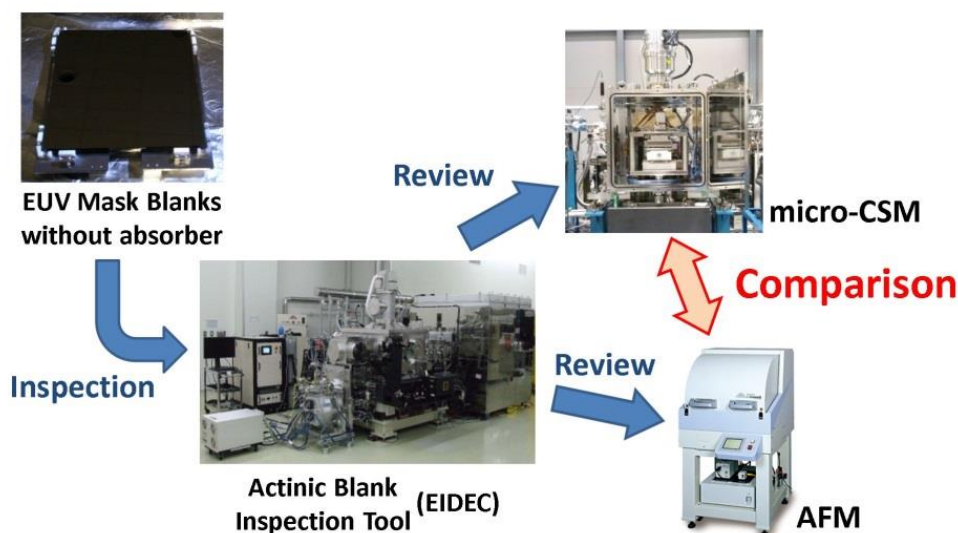 EUV Mask Blanks
without absorber
Review
micro-CSM
Comparison
Inspection
Review
Actinic Blank
Inspection Tool (EIDEC)
AFM